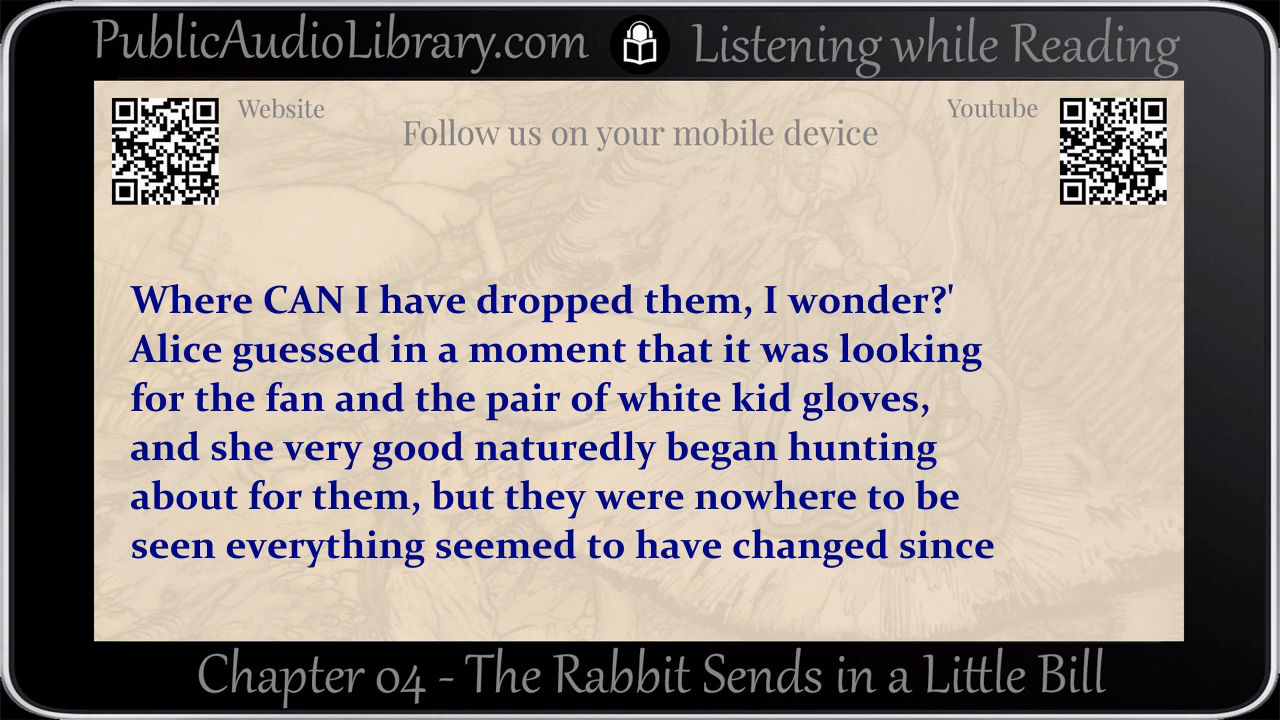 PublicAudioLibrary.com Listening while Reading
Website
Youtube
Follow us on your mobile device
Where CAN I have dropped them, I wonder?'
Alice guessed in a moment that it was looking
for the fan and the pair of white kid gloves,
and she very good naturedly began hunting
about for them, but they were nowhere to be
seen everything seemed to have changed since
Chapter 04 - The Rabbit Sends in a Little Bill